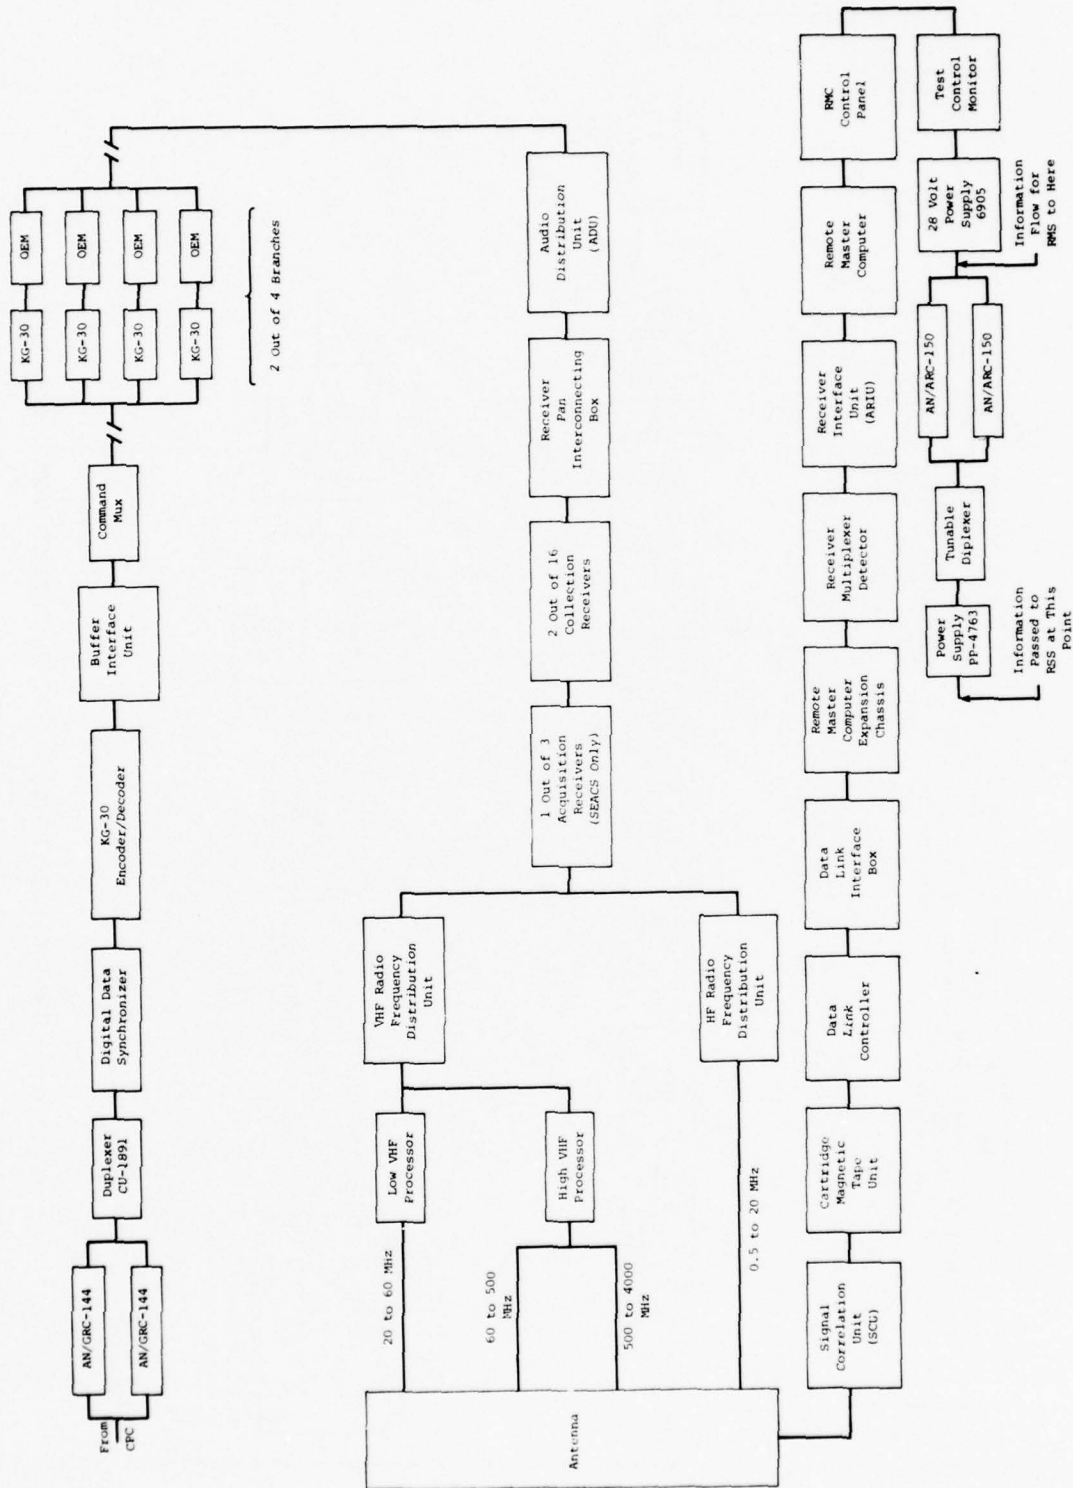 From
CPC
AN/GRC-144
AN/GRC-144
Duplexer
CU-1891
Digital Data
Synchronizer
KG-30
Encoder/Decoder
Buffer
Interface
Unit
Command
Mux
KG-30
OEM
KG-30
OEM
KG-30
OEM
KG-30
OEM
2 Out of 4 Branches
Antenna
20 to 60 MHz
60 to 500
MHz
500 to 4000
MHz
0.5 to 20 MHz
Low VHF
Processor
High VHF
Processor
VHF Radio
Frequency
Distribution
Unit
HF Radio
Frequency
Distribution
Unit
1 Out of 3
Acquisition
Receivers
(SEACS Only)
2 Out of 16
Collection
Receivers
Receiver
Pan
Interconnecting
Box
Audio
Distribution
Unit
(ADU)
Signal
Correlation
Unit
(SCU)
Cartridge
Magnetic
Tape
Unit
Data
Link
Controller
Data
Link
Interface
Box
Remote
Master
Computer
Expansion
Chassis
Receiver
Multiplexer
Detector
Receiver
Interface
Unit
(ARIU)
Remote
Master
Computer
RMC
Control
Panel
Power
Supply
PP-4763
Tunable
Diplexer
AN/ARC-150
AN/ARC-150
28 Volt
Power
Supply
6905
Test
Control
Monitor
Information
Passed to
RSS at This
Point
Information
Flow for
RMS to Here